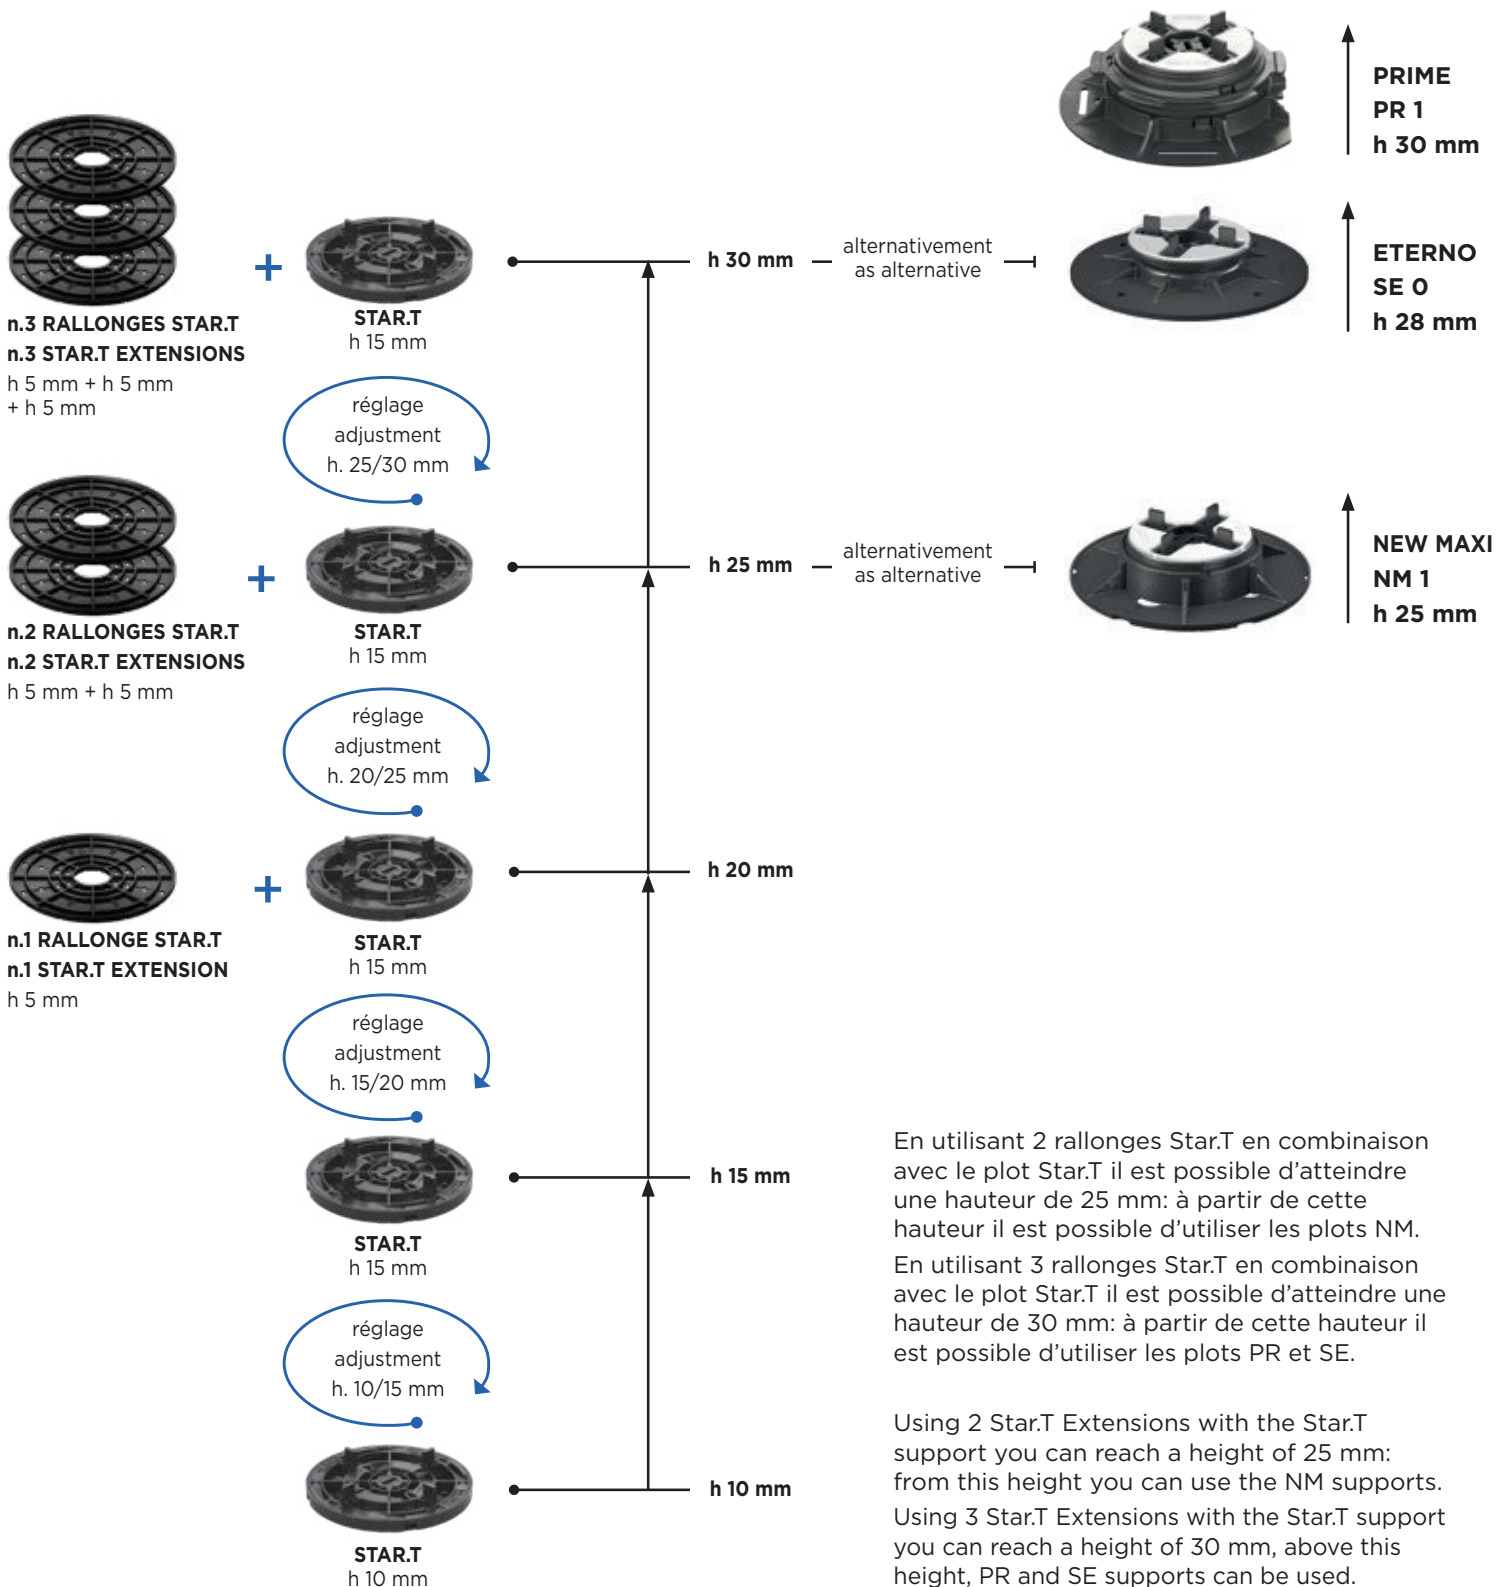 PRIME
PR 1
h 30 mm
ETERNO
SE 0
h 28 mm
n.3 RALLONGES STAR.T
n.3 STAR.T EXTENSIONS
h 5 mm + h 5 mm
+ h 5 mm
+
STAR.T
h 15 mm
h 30 mm
alternativement
as alternative
réglage
adjustment
h. 25/30 mm
n.2 RALLONGES STAR.T
n.2 STAR.T EXTENSIONS
h 5 mm + h 5 mm
+
STAR.T
h 15 mm
h 25 mm
alternativement
as alternative
NEW MAXI
NM 1
h 25 mm
réglage
adjustment
h. 20/25 mm
n.1 RALLONGE STAR.T
n.1 STAR.T EXTENSION
h 5 mm
+
STAR.T
h 15 mm
h 20 mm
réglage
adjustment
h. 15/20 mm
STAR.T
h 15 mm
h 15 mm
réglage
adjustment
h. 10/15 mm
STAR.T
h 10 mm
h 10 mm
En utilisant 2 rallonges Star.T en combinaison
avec le plot Star.T il est possible d’atteindre
une hauteur de 25 mm: à partir de cette
hauteur il est possible d’utiliser les plots NM.
En utilisant 3 rallonges Star.T en combinaison
avec le plot Star.T il est possible d’atteindre une
hauteur de 30 mm: à partir de cette hauteur il
est possible d’utiliser les plots PR et SE.
Using 2 Star.T Extensions with the Star.T
support you can reach a height of 25 mm:
from this height you can use the NM supports.
Using 3 Star.T Extensions with the Star.T support
you can reach a height of 30 mm, above this
height, PR and SE supports can be used.